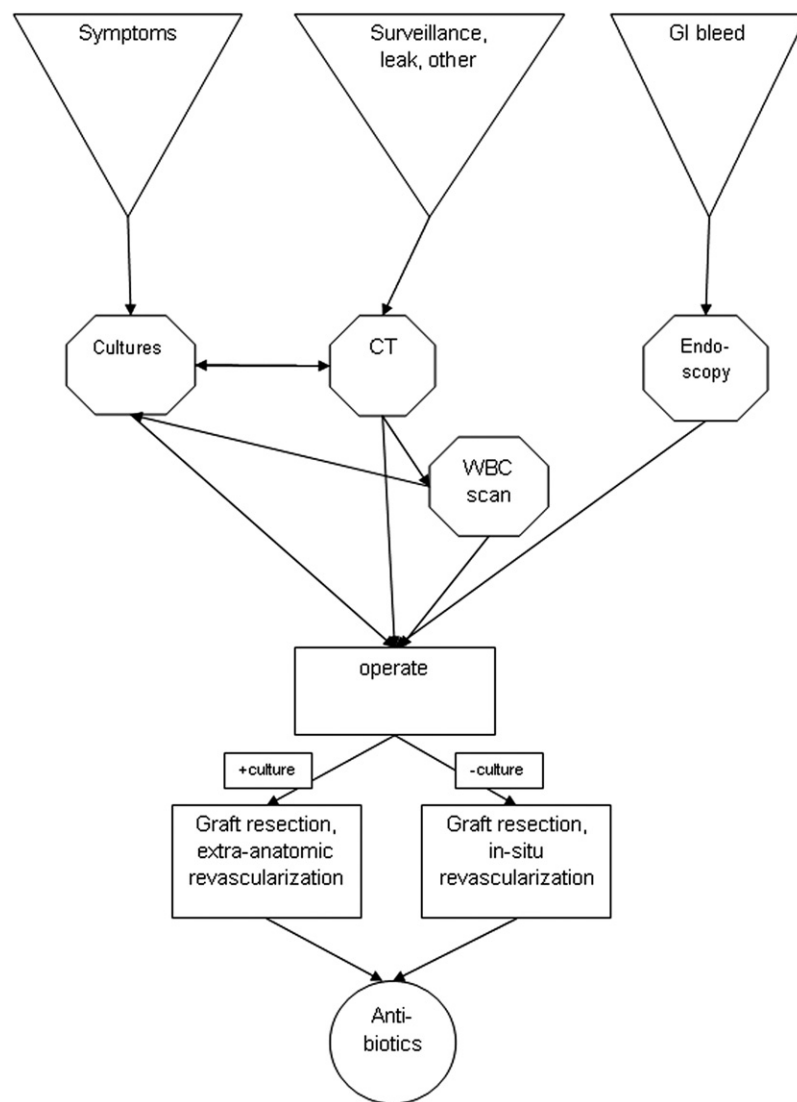 Symptoms
Surveillance,
leak, other
GI bleed
Cultures
CT
Endo-
scopy
WBC
scan
operate
+culture
-culture
Graft resection,
extra-anatomic
revascularization
Graft resection,
in-situ
revascularization
Anti-
biotics